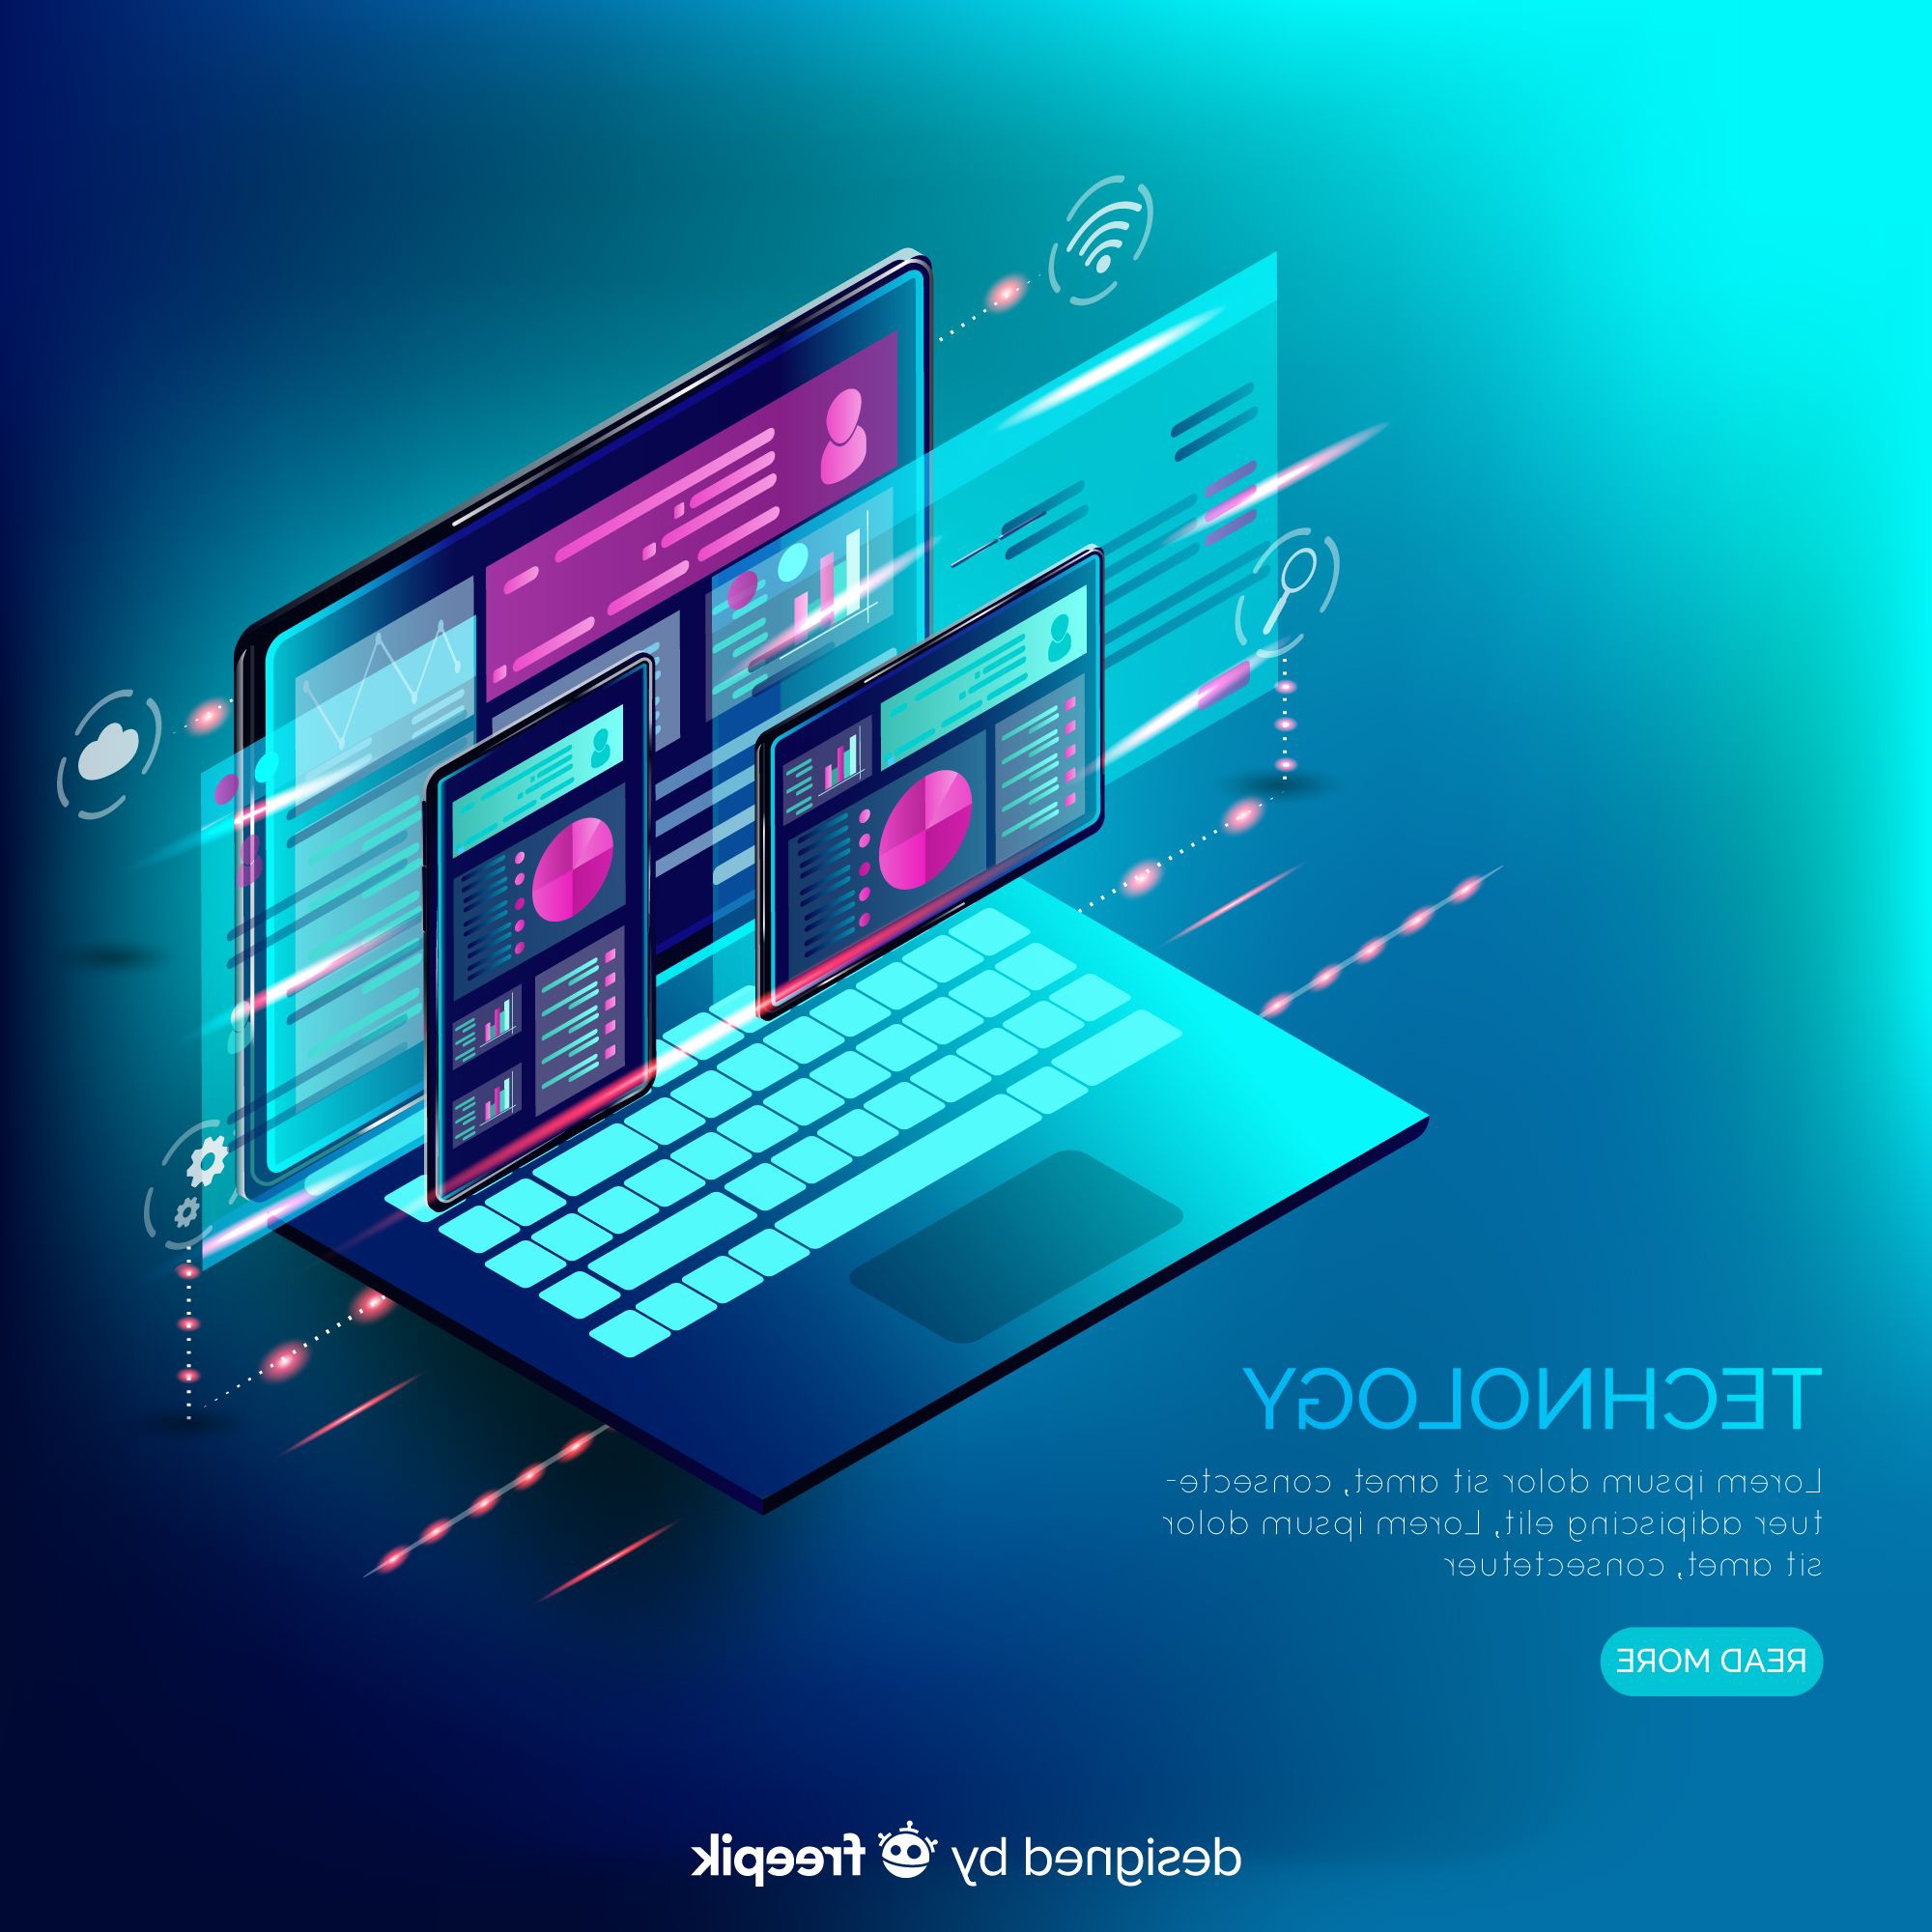 TECHNOLOGY
Lorem ipsum dolor sit amet, consecte-
tuer adipiscing elit, Lorem ipsum dolor
sit amet, consectetuer
READ MORE
designed by freepik